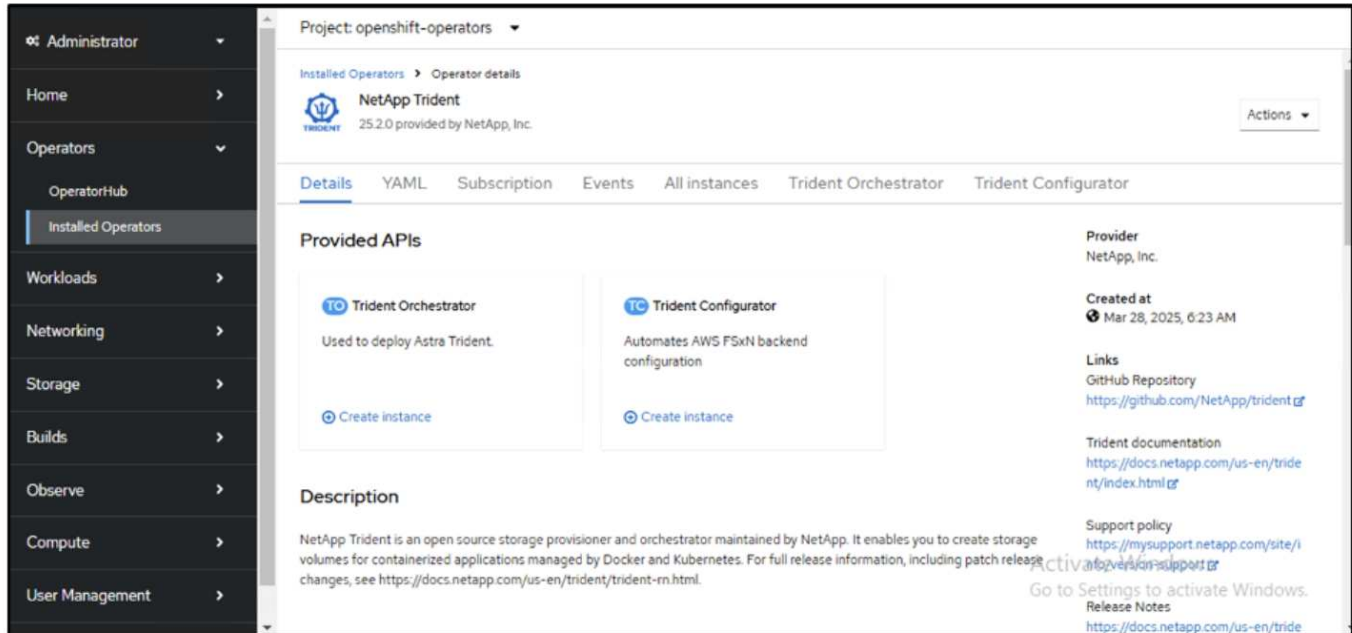 Administrator
Home
Operators
OperatorHub
Installed Operators
Workloads
Networking
Storage
Builds
Observe
Compute
User Management
Project: openshift-operators
Installed Operators > Operator details
TRIDENT
NetApp Trident
25.2.0 provided by NetApp, Inc.
Actions
Details YAML Subscription Events All instances Trident Orchestrator Trident Configurator
Provided APIs
TO Trident Orchestrator
Used to deploy Astra Trident.
Create instance
TC Trident Configurator
Automates AWS FSxN backend
configuration
Create instance
Description
NetApp Trident is an open source storage provisioner and orchestrator maintained by NetApp. It enables you to create storage
volumes for containerized applications managed by Docker and Kubernetes. For full release information, including patch release
changes, see https://docs.netapp.com/us-en/trident/trident-rn.html.
Provider
NetApp, Inc.
Created at
Mar 28, 2025, 6:23 AM
Links
GitHub Repository
https://github.com/NetApp/trident
Trident documentation
https://docs.netapp.com/us-en/tride
nt/index.html
Support policy
https://mysupport.netapp.com/site/i
nfo/version-support
Activate Windows
Go to Settings to activate Windows.
Release Notes
https://docs.netapp.com/us-en/tride